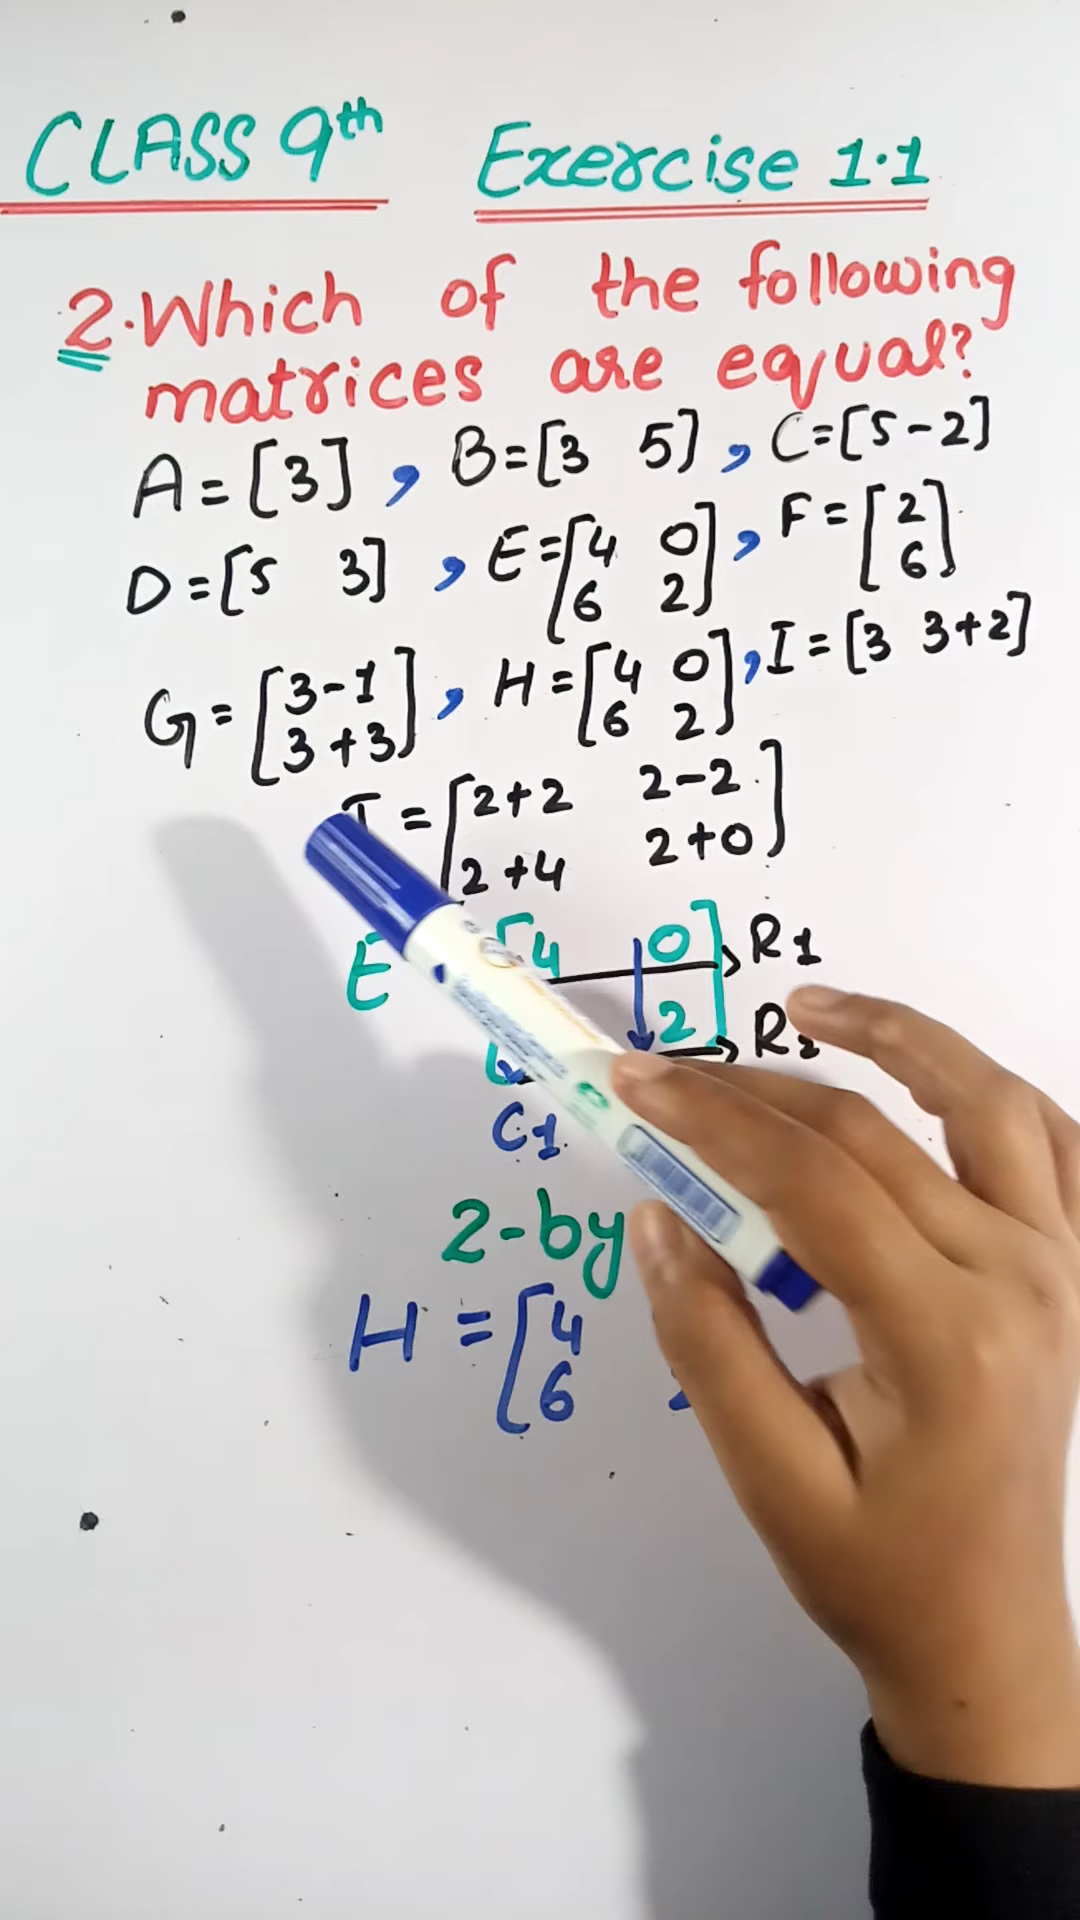 CLASS 9th Exercise 1.1
2. Which of the following
matrices are equal?
A = [3] , B = [3 5] , C = [5-2]
D = [5 3] , E = [4 0 , F = [2
6 2] 6]
G = [3-1 , H = [4 0 , I = [3 3+2]
3+3] 6 2]
= [2+2 2-2
2+4 2+0]
E [4 0] → R1
2 → R2
C1
2-by
H = [4
6